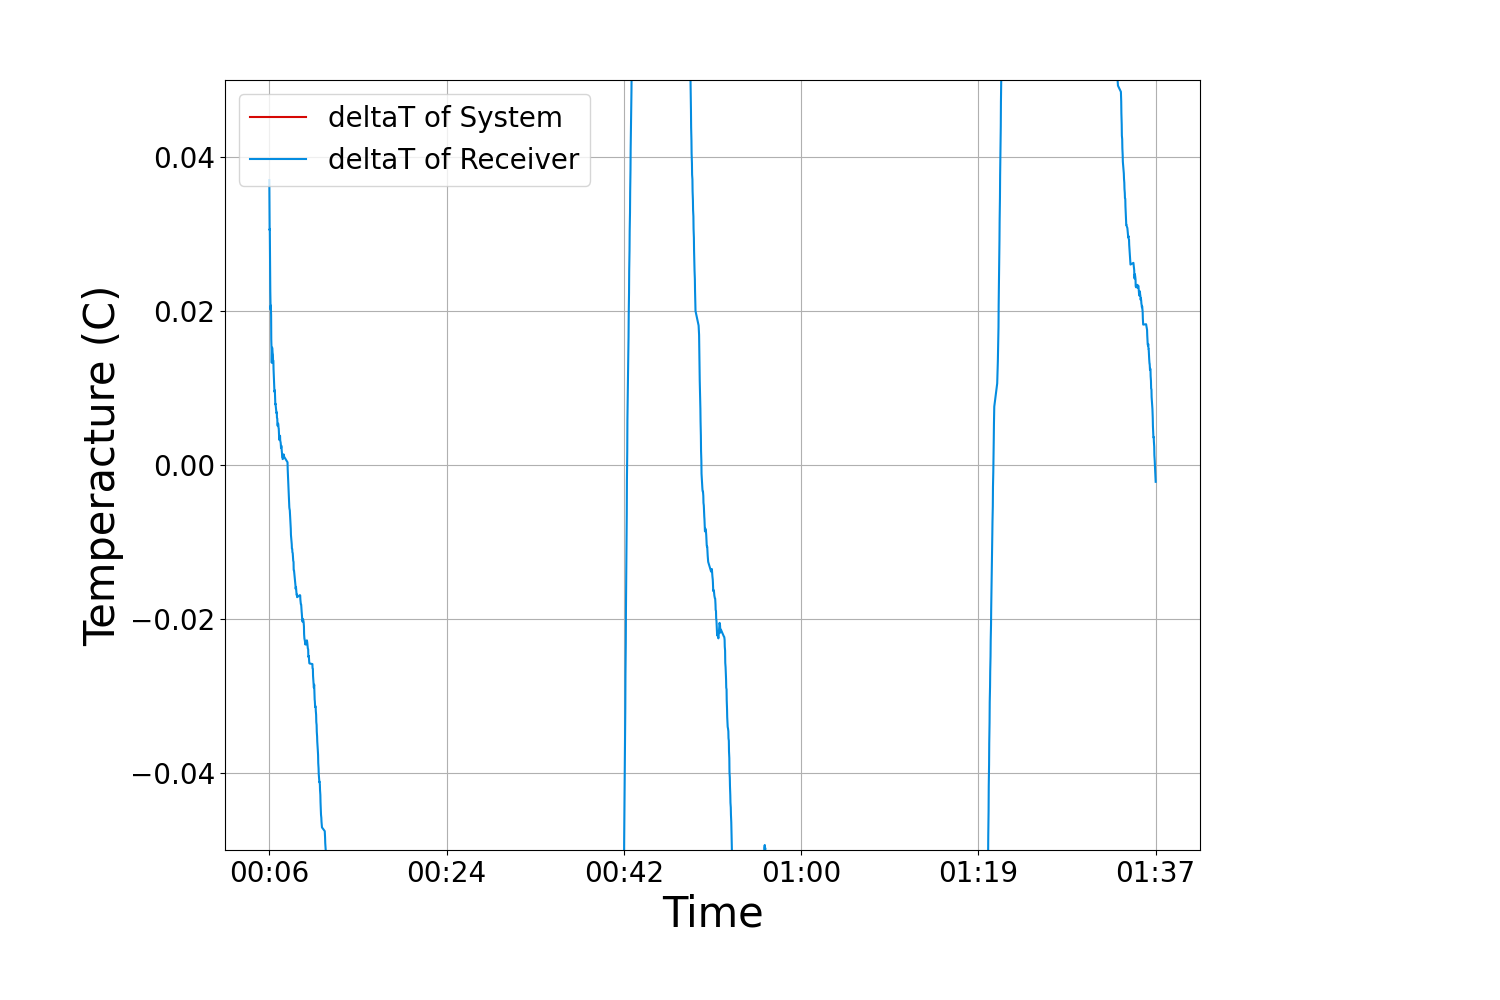 deltaT of System
deltaT of Receiver
0.04
0.02
0.00
−0.02
−0.04
Temperacture (C)
00:06 00:24 00:42 01:00 01:19 01:37
Time